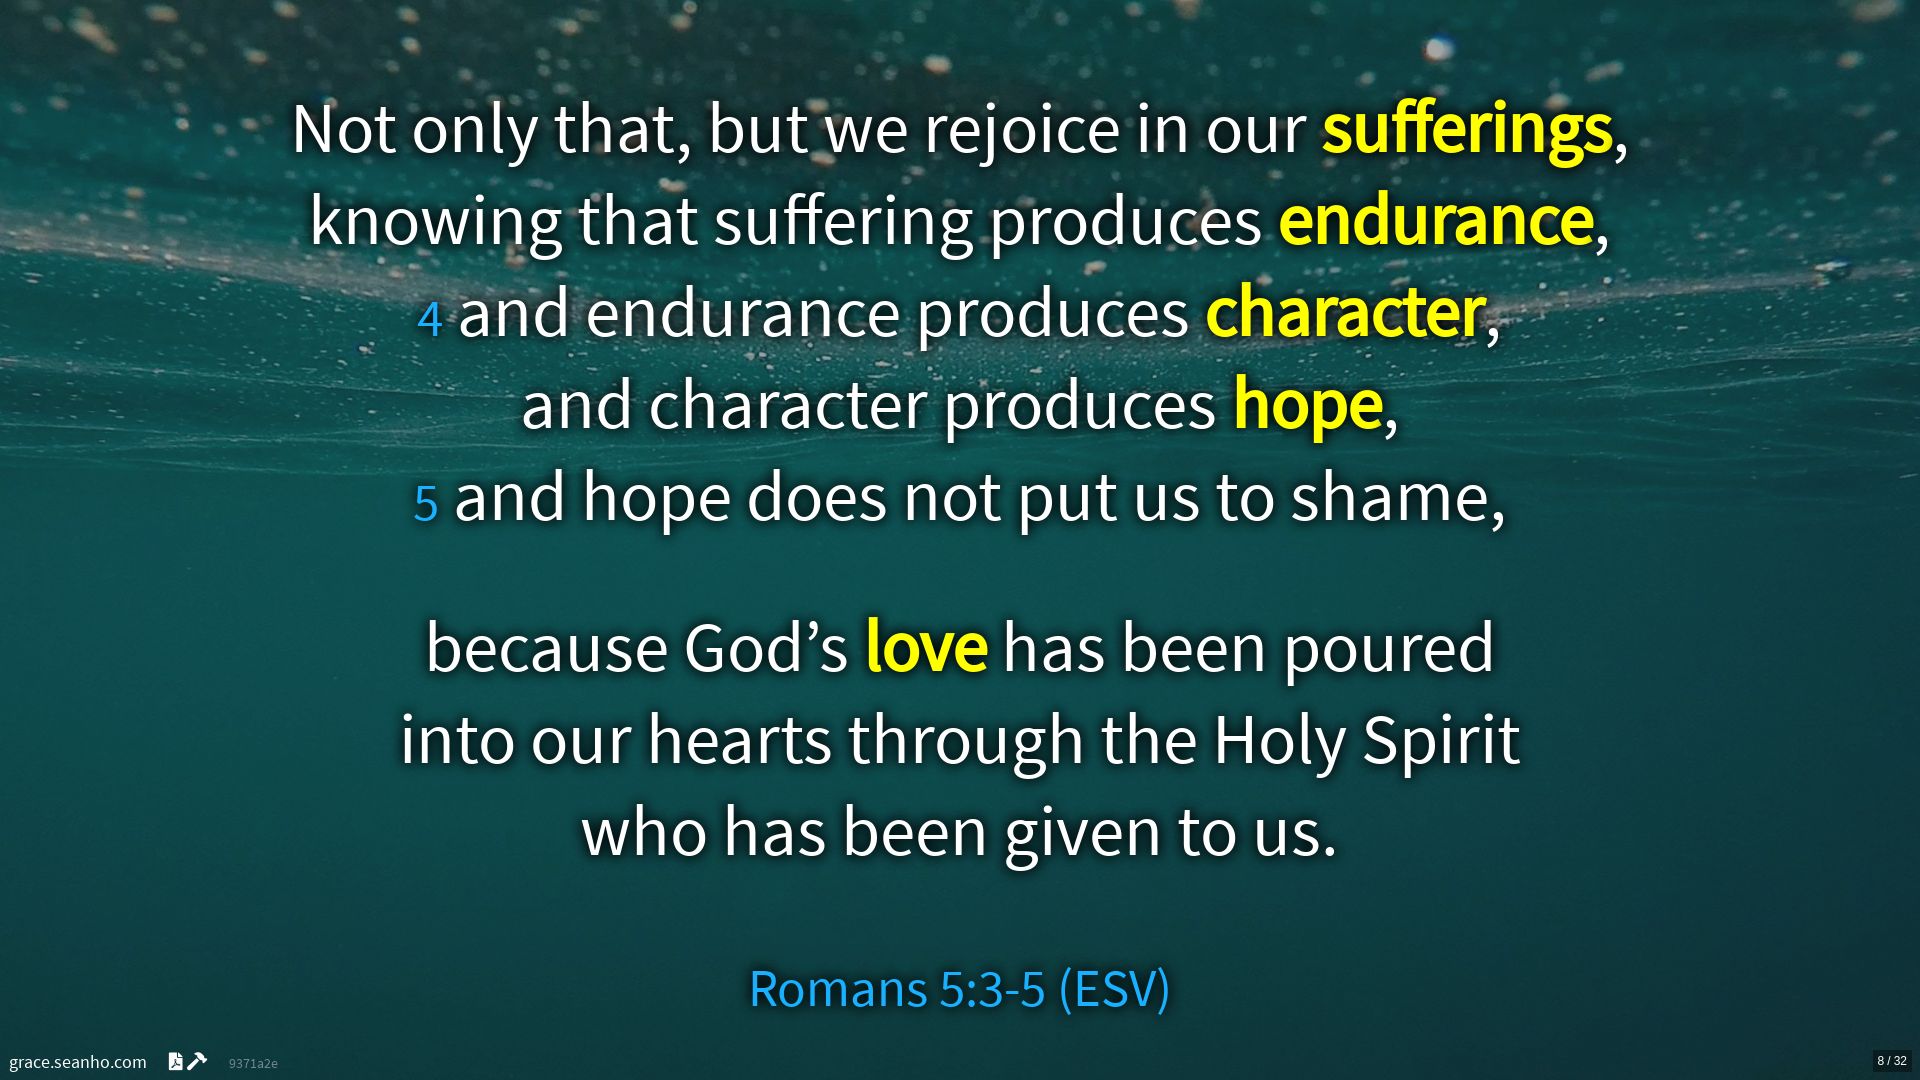 Not only that, but we rejoice in our sufferings,
knowing that suffering produces endurance,
4 and endurance produces character,
and character produces hope,
5 and hope does not put us to shame,
because God’s love has been poured
into our hearts through the Holy Spirit
who has been given to us.
Romans 5:3-5 (ESV)
grace.seanho.com 9371a2e
8 / 32